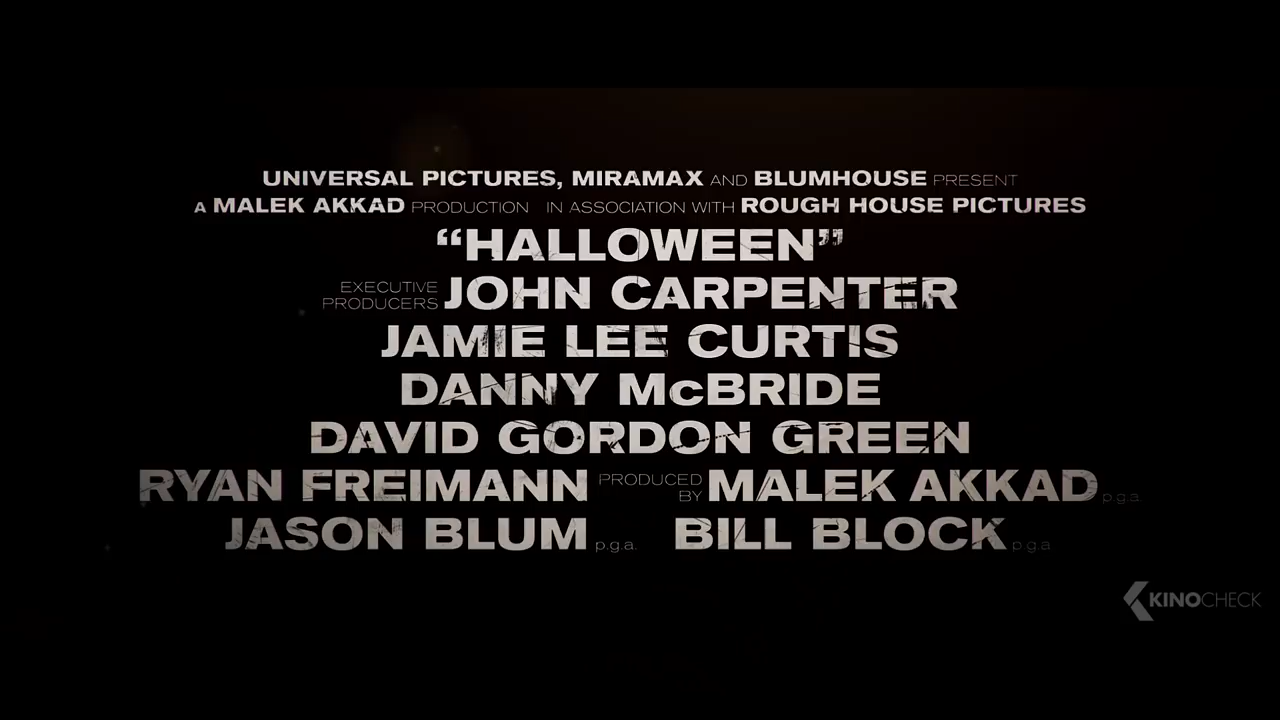 UNIVERSAL PICTURES, MIRAMAX AND BLUMHOUSE PRESENT
A MALEK AKKAD PRODUCTION IN ASSOCIATION WITH ROUGH HOUSE PICTURES
“HALLOWEEN”
EXECUTIVE PRODUCERS JOHN CARPENTER
JAMIE LEE CURTIS
DANNY McBRIDE
DAVID GORDON GREEN
RYAN FREIMANN PRODUCED BY MALEK AKKAD p.g.a.
JASON BLUM p.g.a. BILL BLOCK p.g.a.
KINOCHECK